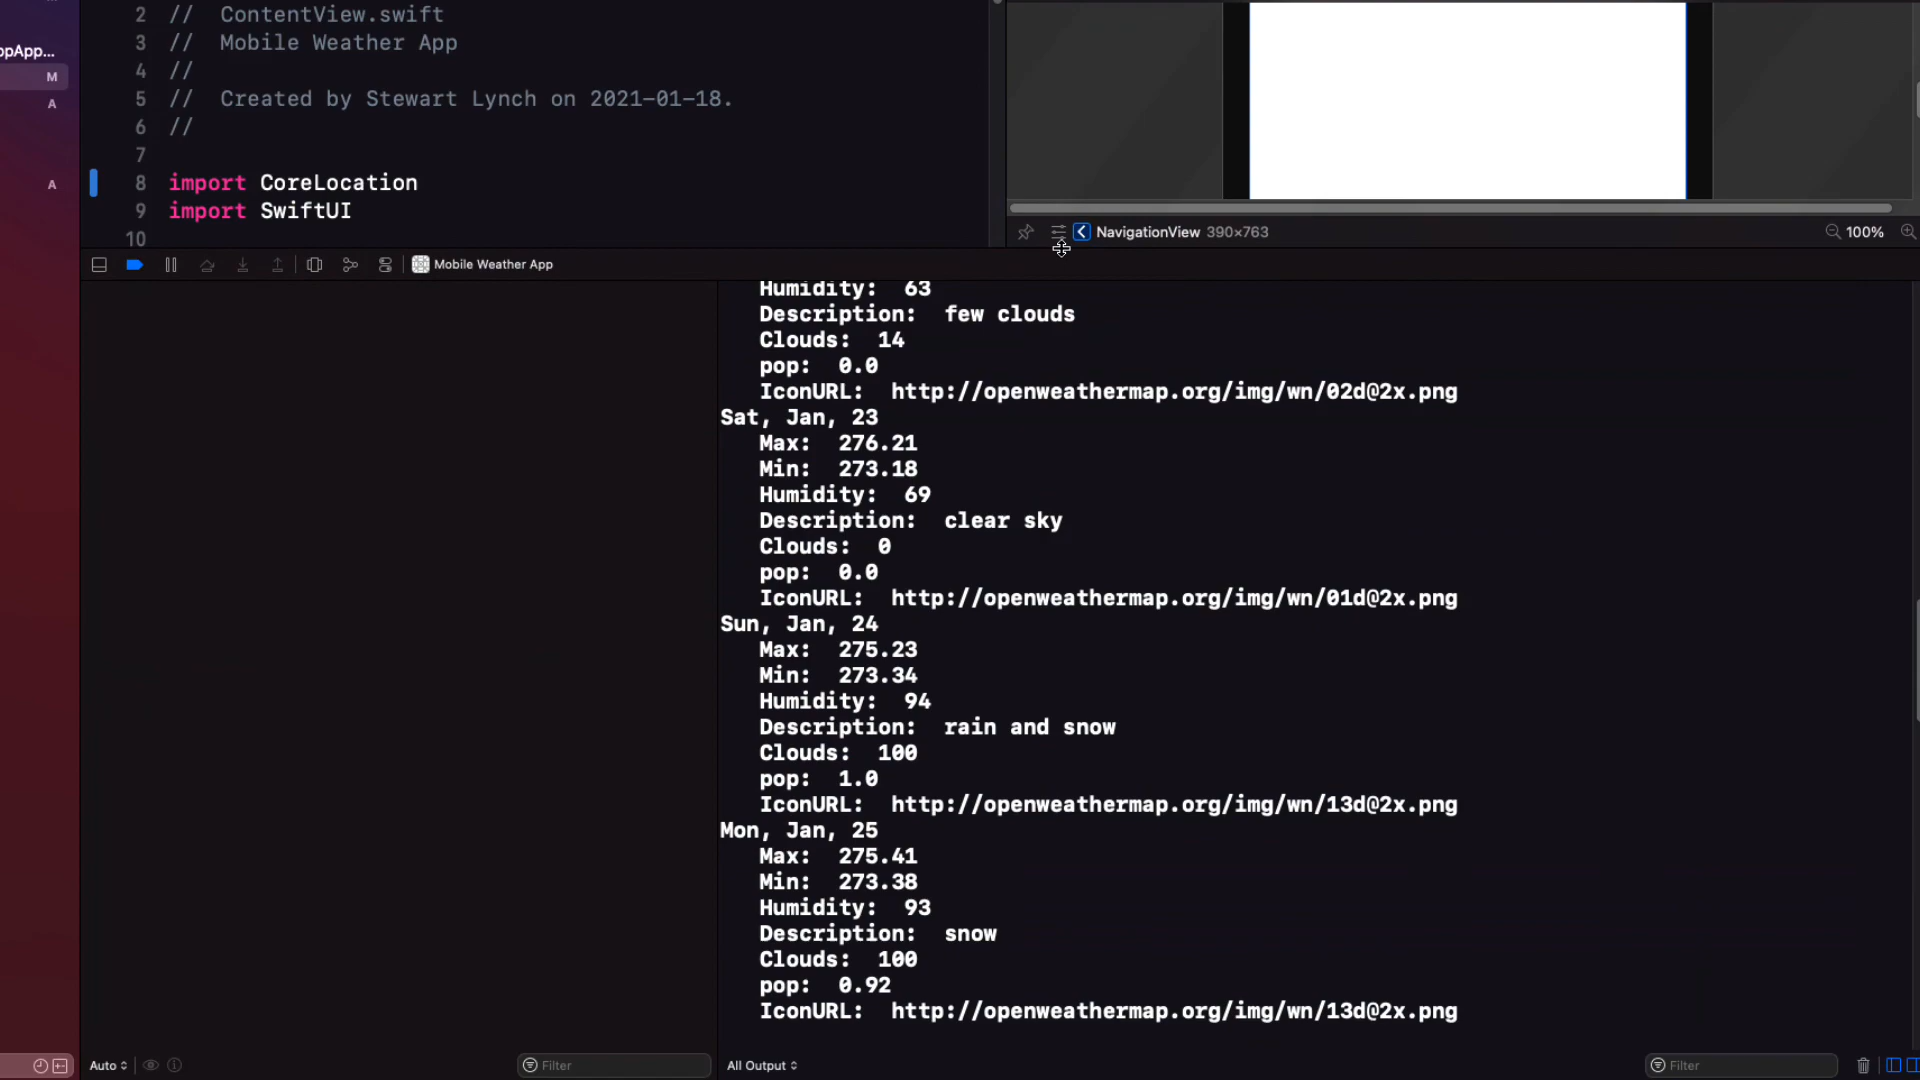 2 // ContentView.swift
3 // Mobile Weather App
4 //
5 // Created by Stewart Lynch on 2021-01-18.
6 //
7
8 import CoreLocation
9 import SwiftUI
10
ppApp...
M
A
A
NavigationView 390×763
100%
Mobile Weather App
Humidity: 63
Description: few clouds
Clouds: 14
pop: 0.0
IconURL: http://openweathermap.org/img/wn/02d@2x.png
Sat, Jan, 23
Max: 276.21
Min: 273.18
Humidity: 69
Description: clear sky
Clouds: 0
pop: 0.0
IconURL: http://openweathermap.org/img/wn/01d@2x.png
Sun, Jan, 24
Max: 275.23
Min: 273.34
Humidity: 94
Description: rain and snow
Clouds: 100
pop: 1.0
IconURL: http://openweathermap.org/img/wn/13d@2x.png
Mon, Jan, 25
Max: 275.41
Min: 273.38
Humidity: 93
Description: snow
Clouds: 100
pop: 0.92
IconURL: http://openweathermap.org/img/wn/13d@2x.png
Auto
Filter
All Output
Filter